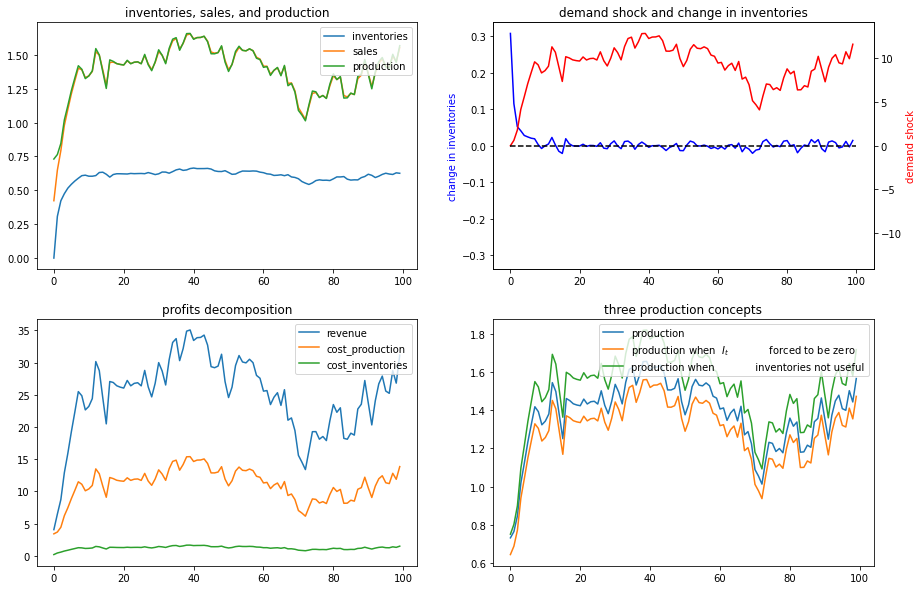 inventories, sales, and production
inventories
sales
production
1.50
1.25
1.00
0.75
0.50
0.25
0.00
0 20 40 60 80 100
demand shock and change in inventories
change in inventories
0.3
0.2
0.1
0.0
−0.1
−0.2
−0.3
10
5
0
−5
−10
demand shock
0 20 40 60 80 100
profits decomposition
revenue
cost_production
cost_inventories
35
30
25
20
15
10
5
0
0 20 40 60 80 100
three production concepts
production
production when I_t forced to be zero
production when inventories not useful
1.8
1.6
1.4
1.2
1.0
0.8
0.6
0 20 40 60 80 100